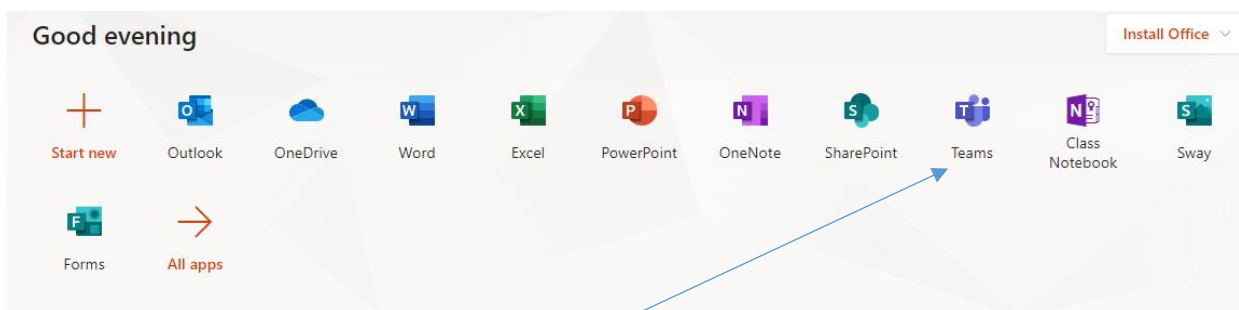 Good evening
Install Office
Start new
Outlook
OneDrive
Word
Excel
PowerPoint
OneNote
SharePoint
Teams
Class
Notebook
Sway
Forms
All apps